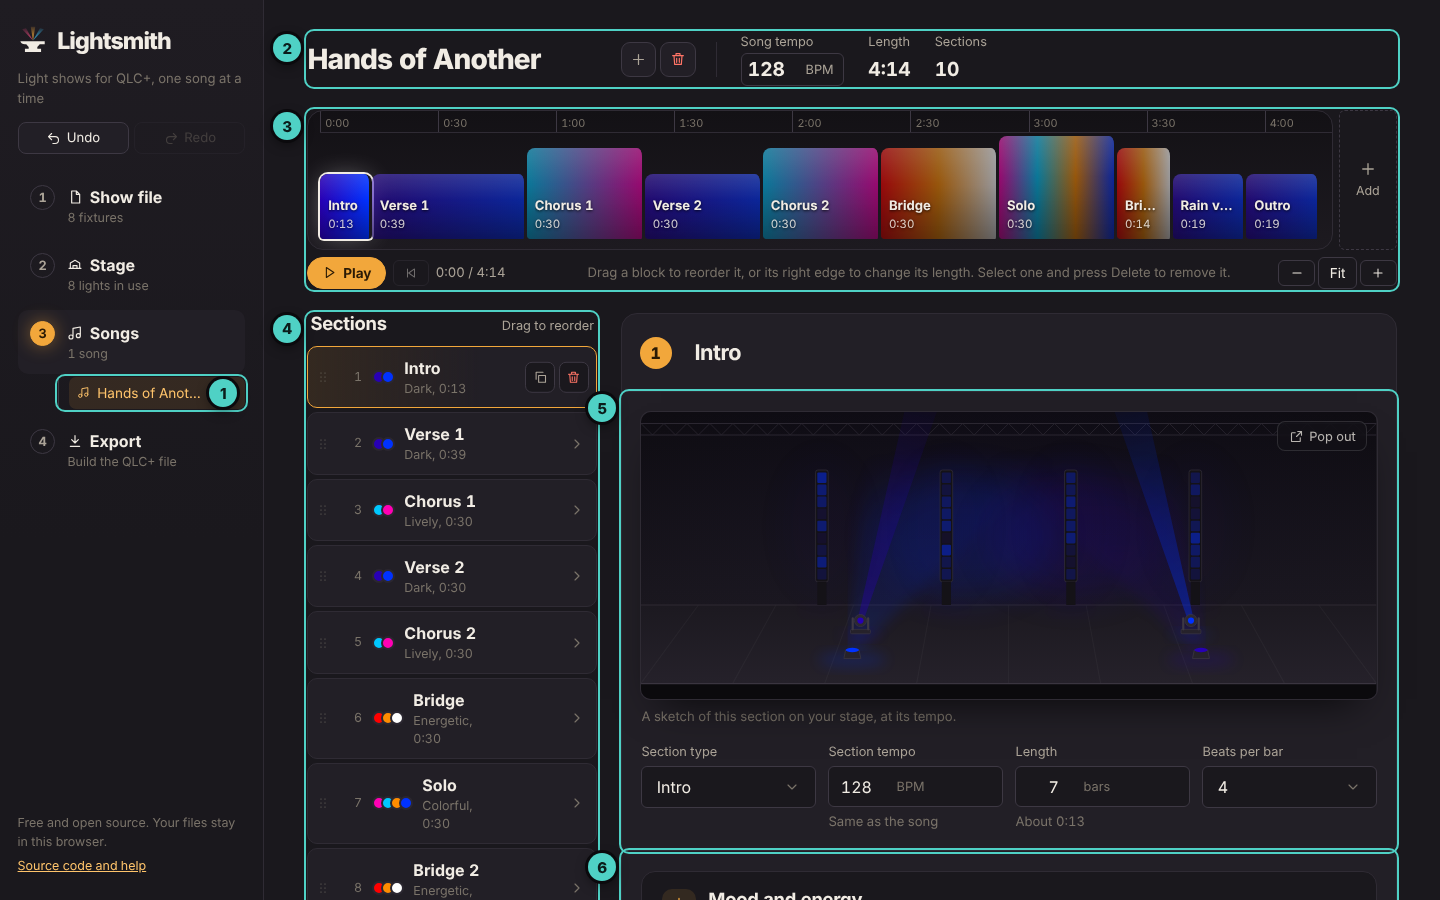 Lightsmith
Light shows for QLC+, one song at a
time
Undo
Redo
1
Show file
8 fixtures
2
Stage
8 lights in use
3
Songs
1 song
Hands of Anot...
1
4
Export
Build the QLC+ file
Free and open source. Your files stay
in this browser.
Source code and help
2
Hands of Another
Song tempo
128 BPM
Length
4:14
Sections
10
3
0:00 0:30 1:00 1:30 2:00 2:30 3:00 3:30 4:00
Intro
0:13
Verse 1
0:39
Chorus 1
0:30
Verse 2
0:30
Chorus 2
0:30
Bridge
0:30
Solo
0:30
Bri...
0:14
Rain v...
0:19
Outro
0:19
Add
Play
0:00 / 4:14
Drag a block to reorder it, or its right edge to change its length. Select one and press Delete to remove it.
Fit
4
Sections
Drag to reorder
1
Intro
Dark, 0:13
2
Verse 1
Dark, 0:39
3
Chorus 1
Lively, 0:30
4
Verse 2
Dark, 0:30
5
Chorus 2
Lively, 0:30
6
Bridge
Energetic,
0:30
7
Solo
Colorful,
0:30
8
Bridge 2
Energetic,
1
Intro
5
Pop out
A sketch of this section on your stage, at its tempo.
Section type
Intro
Section tempo
128 BPM
Same as the song
Length
7 bars
About 0:13
Beats per bar
4
6
Mood and energy